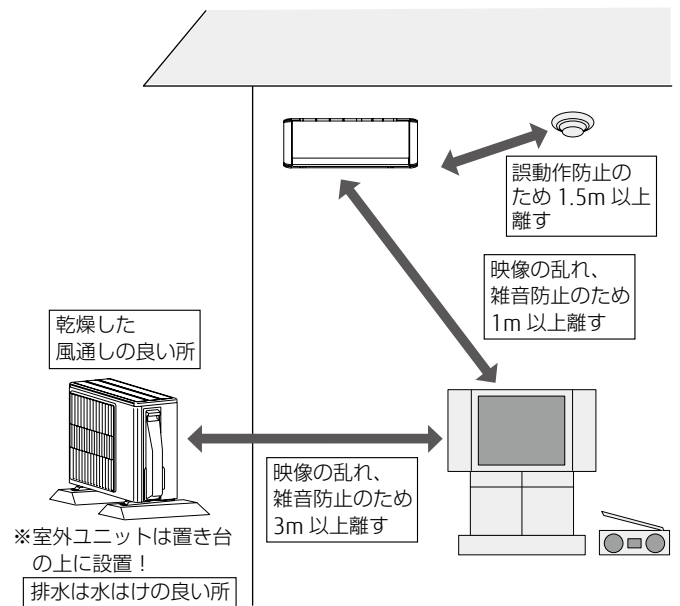 誤動作防止の
ため 1.5m 以上
離す
映像の乱れ、
雑音防止のため
1m 以上離す
乾燥した
風通しの良い所
映像の乱れ、
雑音防止のため
3m 以上離す
※室外ユニットは置き台
の上に設置！
排水は水はけの良い所